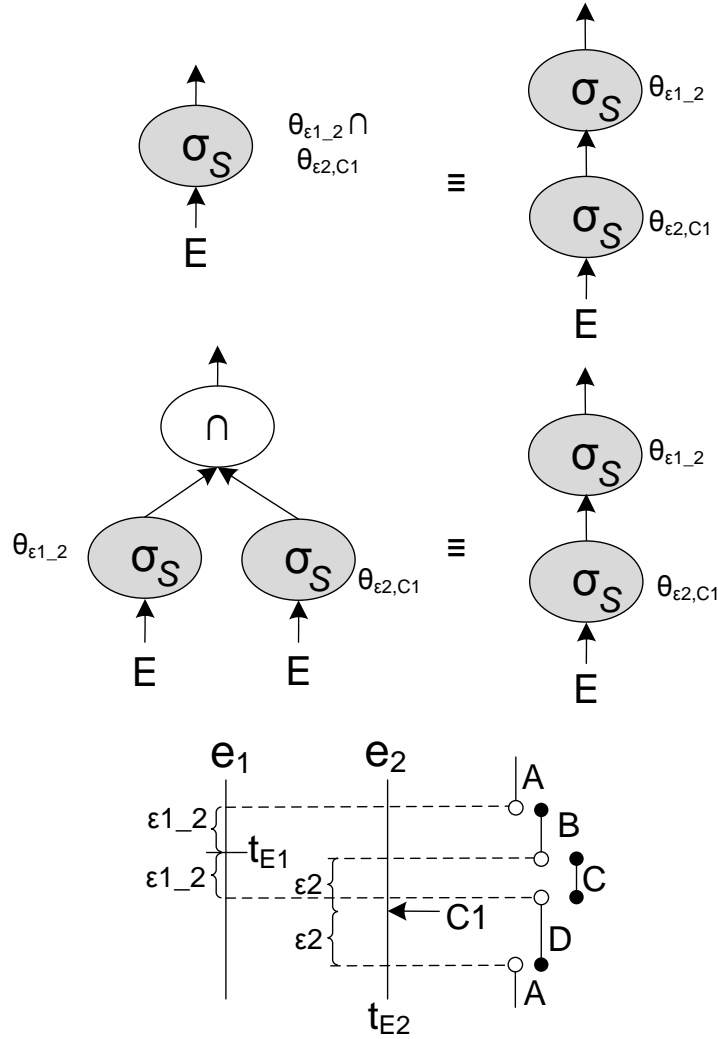 σS
θε1_2 ∩
θε2,C1
E
≡
σS
θε1_2
σS
θε2,C1
E
∩
θε1_2
σS
σS
θε2,C1
E
E
≡
σS
θε1_2
σS
θε2,C1
E
e1
e2
A
ε1_2
B
tE1
ε1_2
ε2
C
C1
ε2
D
A
tE2